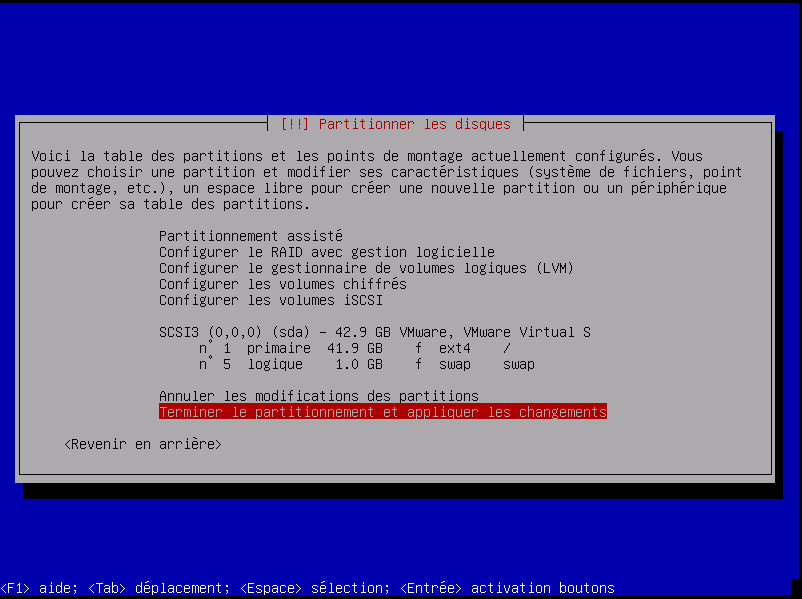 [!!] Partitionner les disques
Voici la table des partitions et les points de montage actuellement configurés. Vous
pouvez choisir une partition et modifier ses caractéristiques (système de fichiers, point
de montage, etc.), un espace libre pour créer une nouvelle partition ou un périphérique
pour créer sa table des partitions.
Partitionnement assisté
Configurer le RAID avec gestion logicielle
Configurer le gestionnaire de volumes logiques (LVM)
Configurer les volumes chiffrés
Configurer les volumes iSCSI
SCSI3 (0,0,0) (sda) - 42.9 GB VMware, VMware Virtual S
n° 1 primaire 41.9 GB f ext4 /
n° 5 logique 1.0 GB f swap swap
Annuler les modifications des partitions
Terminer le partitionnement et appliquer les changements
<Revenir en arrière>
<F1> aide; <Tab> déplacement; <Espace> sélection; <Entrée> activation boutons